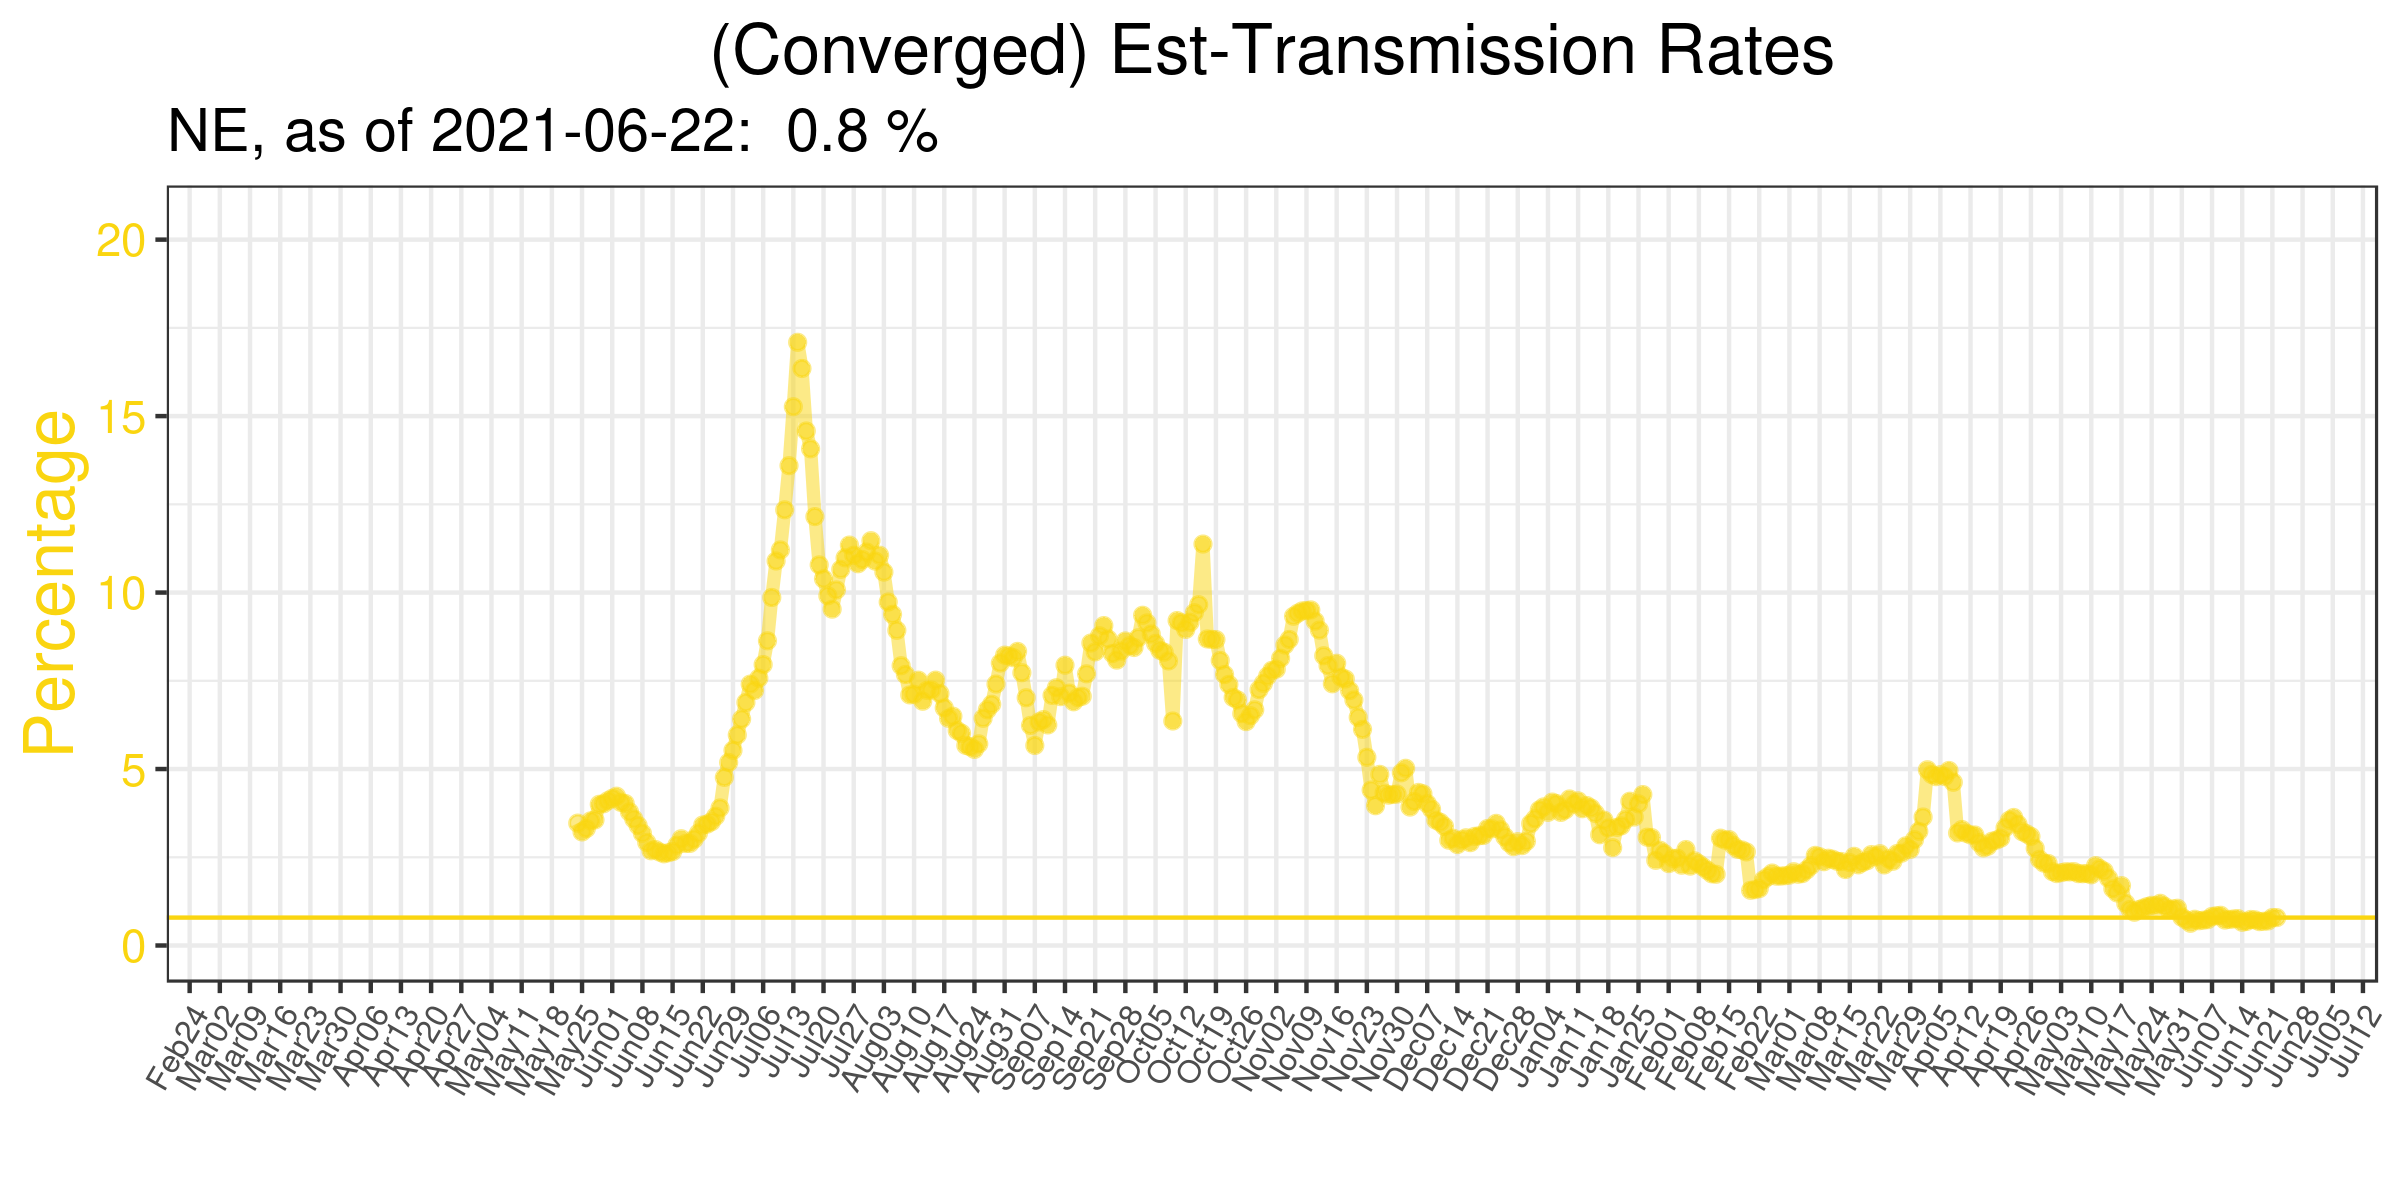 (Converged) Est-Transmission Rates
NE, as of 2021-06-22: 0.8 %
Percentage
20
15
10
5
0
Feb24
Mar02
Mar09
Mar16
Mar23
Mar30
Apr06
Apr13
Apr20
Apr27
May04
May11
May18
May25
Jun01
Jun08
Jun15
Jun22
Jun29
Jul06
Jul13
Jul20
Jul27
Aug03
Aug10
Aug17
Aug24
Aug31
Sep07
Sep14
Sep21
Sep28
Oct05
Oct12
Oct19
Oct26
Nov02
Nov09
Nov16
Nov23
Nov30
Dec07
Dec14
Dec21
Dec28
Jan04
Jan11
Jan18
Jan25
Feb01
Feb08
Feb15
Feb22
Mar01
Mar08
Mar15
Mar22
Mar29
Apr05
Apr12
Apr19
Apr26
May03
May10
May17
May24
May31
Jun07
Jun14
Jun21
Jun28
Jul05
Jul12